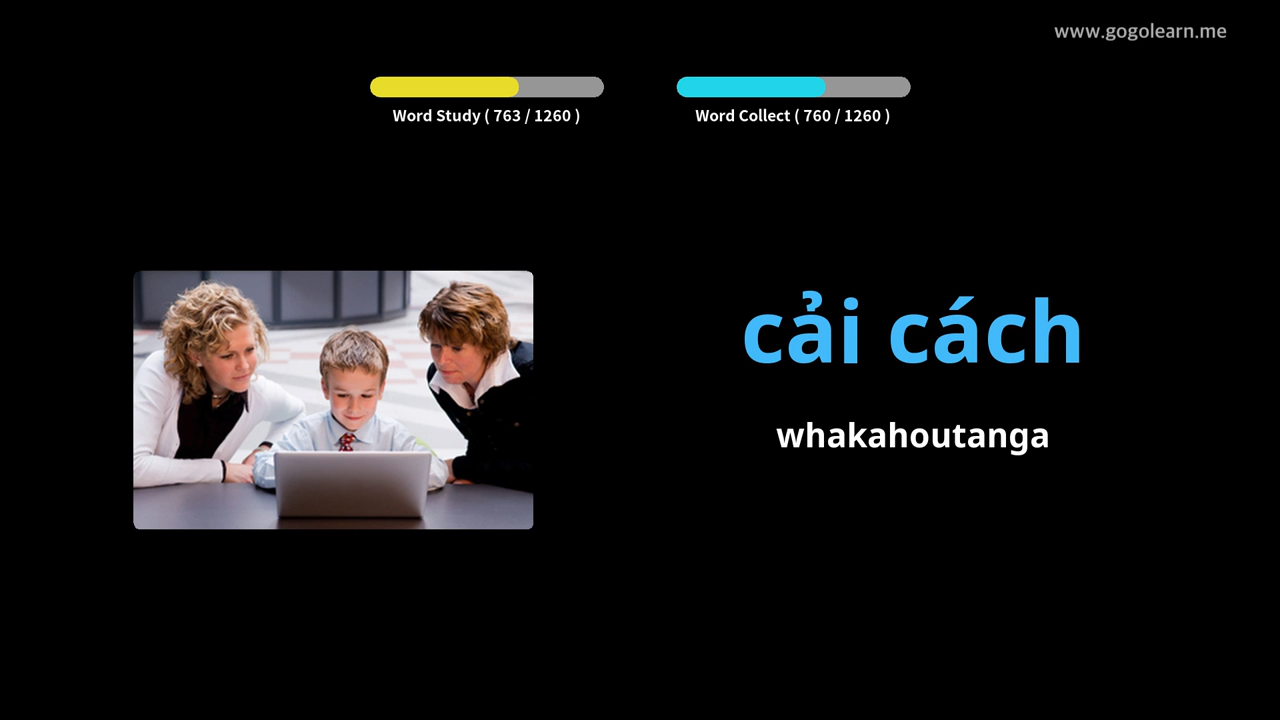 www.gogolearn.me
Word Study ( 763 / 1260 )
Word Collect ( 760 / 1260 )
cải cách
whakahoutanga